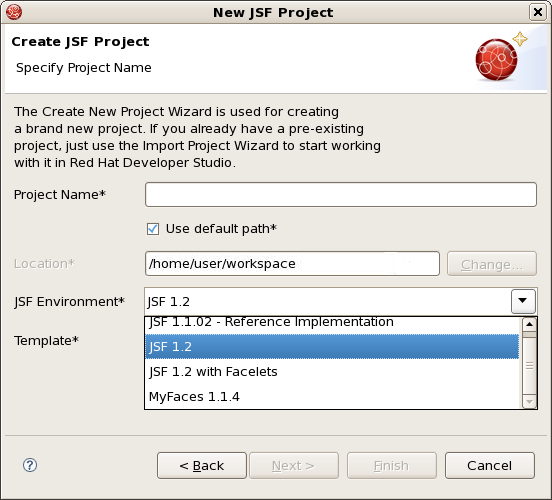 New JSF Project
Create JSF Project
Specify Project Name
The Create New Project Wizard is used for creating
a brand new project. If you already have a pre-existing
project, just use the Import Project Wizard to start working
with it in Red Hat Developer Studio.
Project Name*
Use default path*
Location* /home/user/workspace Change...
JSF Environment* JSF 1.2
JSF 1.1.02 - Reference Implementation
Template* JSF 1.2
JSF 1.2 with Facelets
MyFaces 1.1.4
? < Back Next > Finish Cancel